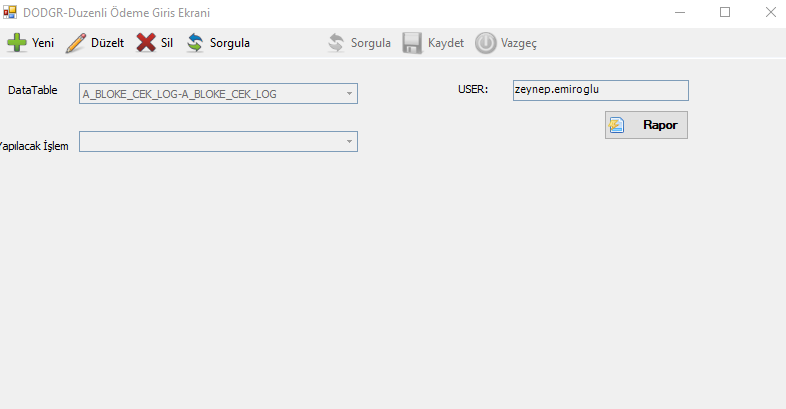 DODGR-Duzenli Ödeme Giris Ekrani
Yeni Düzelt Sil Sorgula Sorgula Kaydet Vazgeç
DataTable A_BLOKE_CEK_LOG-A_BLOKE_CEK_LOG USER: zeynep.emiroglu
Rapor
Yapılacak İşlem